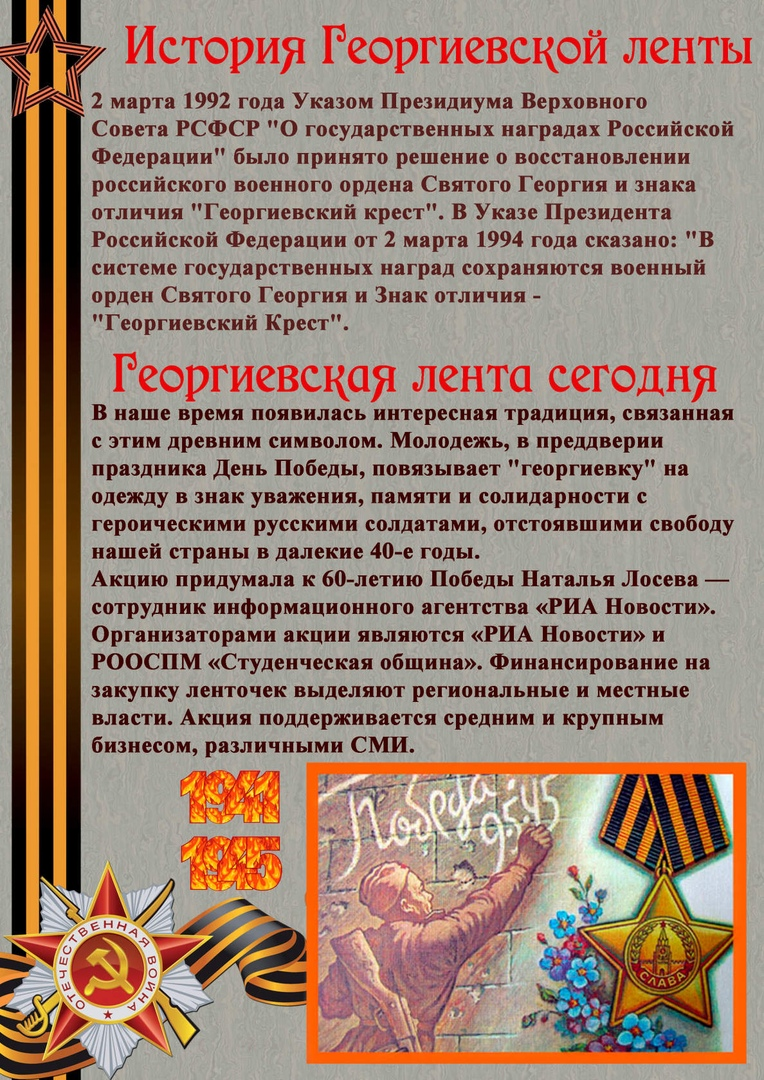 История Георгиевской ленты
2 марта 1992 года Указом Президиума Верховного
Совета РСФСР "О государственных наградах Российской
Федерации" было принято решение о восстановлении
российского военного ордена Святого Георгия и знака
отличия "Георгиевский крест". В Указе Президента
Российской Федерации от 2 марта 1994 года сказано: "В
системе государственных наград сохраняются военный
орден Святого Георгия и Знак отличия -
"Георгиевский Крест".
Георгиевская лента сегодня
В наше время появилась интересная традиция, связанная
с этим древним символом. Молодежь, в преддверии
праздника День Победы, повязывает "георгиевку" на
одежду в знак уважения, памяти и солидарности с
героическими русскими солдатами, отстоявшими свободу
нашей страны в далекие 40-е годы.
Акцию придумала к 60-летию Победы Наталья Лосева —
сотрудник информационного агентства «РИА Новости».
Организаторами акции являются «РИА Новости» и
РООСПМ «Студенческая община». Финансирование на
закупку ленточек выделяют региональные и местные
власти. Акция поддерживается средним и крупным
бизнесом, различными СМИ.
1941
1945
Победа
9.5.45
СЛАВА
ОТЕЧЕСТВЕННАЯ ВОЙНА